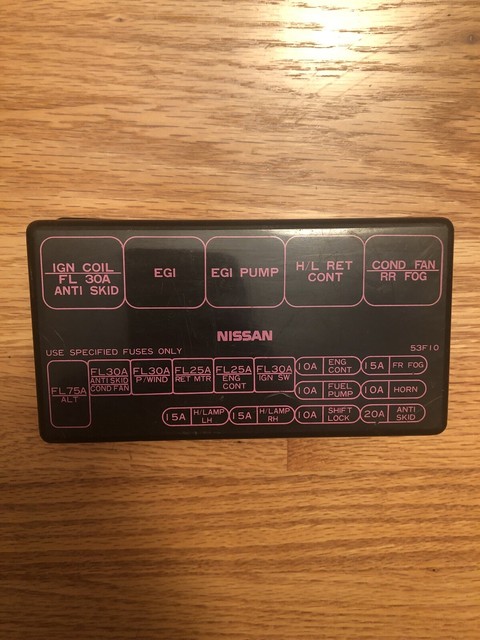 IGN COIL
FL 30A
ANTI SKID
EGI
EGI PUMP
H/L RET
CONT
COND FAN
RR FOG
NISSAN
USE SPECIFIED FUSES ONLY
53F10
FL75A
ALT
FL30A
ANTI SKID
COND FAN
FL30A
P/WIND
FL25A
RET MTR
FL25A
ENG
CONT
FL30A
IGN SW
10A ENG
CONT
15A FR FOG
10A FUEL
PUMP
10A HORN
15A H/LAMP
LH
15A H/LAMP
RH
10A SHIFT
LOCK
20A ANTI
SKID